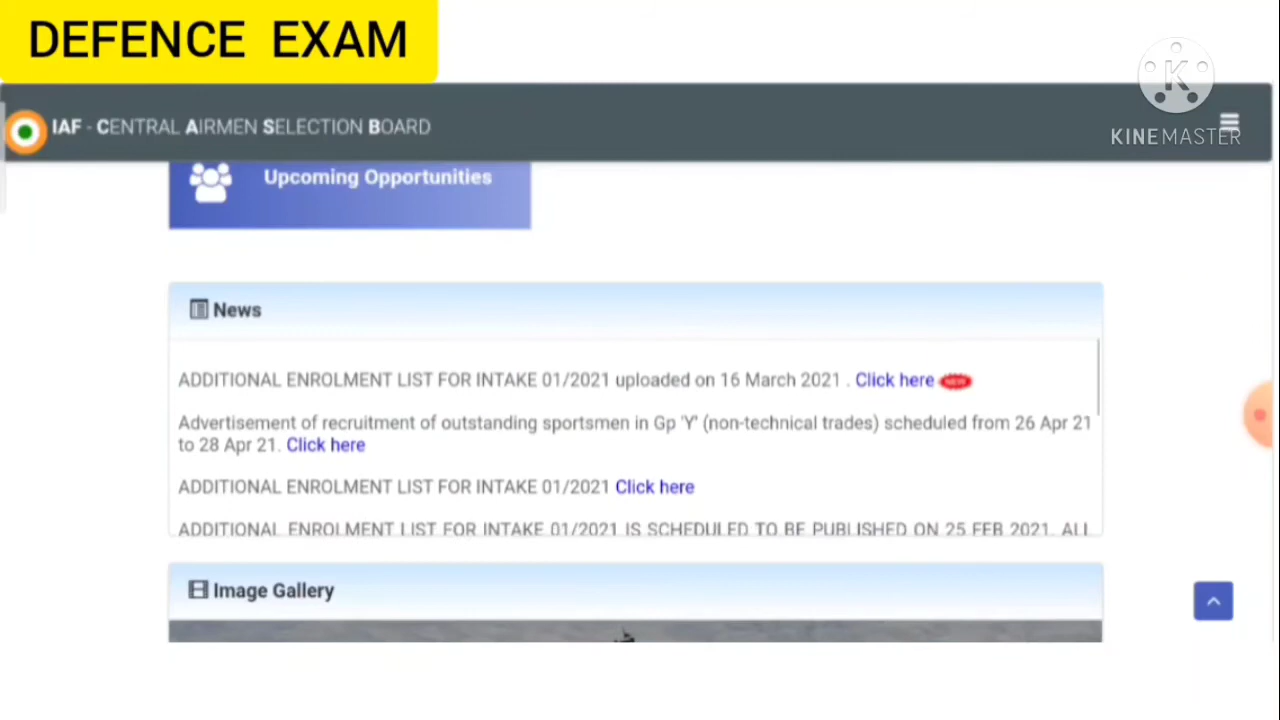 DEFENCE EXAM
IAF - CENTRAL AIRMEN SELECTION BOARD
K
KINEMASTER
Upcoming Opportunities
News
ADDITIONAL ENROLMENT LIST FOR INTAKE 01/2021 uploaded on 16 March 2021 . Click here NEW
Advertisement of recruitment of outstanding sportsmen in Gp 'Y' (non-technical trades) scheduled from 26 Apr 21
to 28 Apr 21. Click here
ADDITIONAL ENROLMENT LIST FOR INTAKE 01/2021 Click here
ADDITIONAL ENROLMENT LIST FOR INTAKE 01/2021 IS SCHEDULED TO BE PUBLISHED ON 25 FEB 2021. ALL
Image Gallery